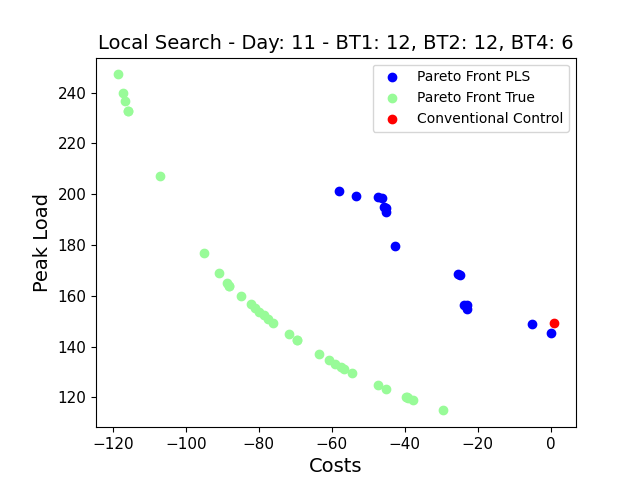 Local Search - Day: 11 - BT1: 12, BT2: 12, BT4: 6
Pareto Front PLS
Pareto Front True
Conventional Control
240
220
200
180
160
140
120
Peak Load
−120 −100 −80 −60 −40 −20 0
Costs